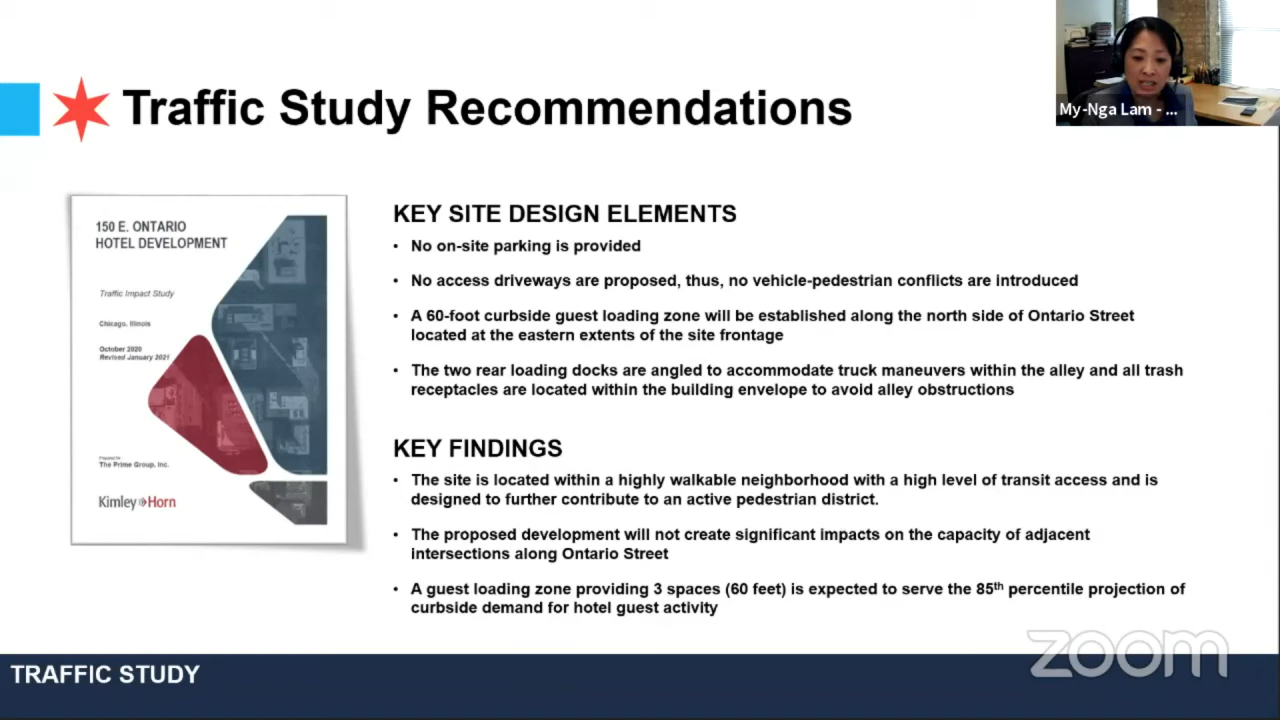 My-Nga Lam - ...
Traffic Study Recommendations
150 E. ONTARIO
HOTEL DEVELOPMENT
Traffic Impact Study
Chicago, Illinois
October 2020
Revised January 2021
Prepared for
The Prime Group, Inc.
Kimley Horn
KEY SITE DESIGN ELEMENTS
• No on-site parking is provided
• No access driveways are proposed, thus, no vehicle-pedestrian conflicts are introduced
• A 60-foot curbside guest loading zone will be established along the north side of Ontario Street
located at the eastern extents of the site frontage
• The two rear loading docks are angled to accommodate truck maneuvers within the alley and all trash
receptacles are located within the building envelope to avoid alley obstructions
KEY FINDINGS
• The site is located within a highly walkable neighborhood with a high level of transit access and is
designed to further contribute to an active pedestrian district.
• The proposed development will not create significant impacts on the capacity of adjacent
intersections along Ontario Street
• A guest loading zone providing 3 spaces (60 feet) is expected to serve the 85th percentile projection of
curbside demand for hotel guest activity
zoom
TRAFFIC STUDY